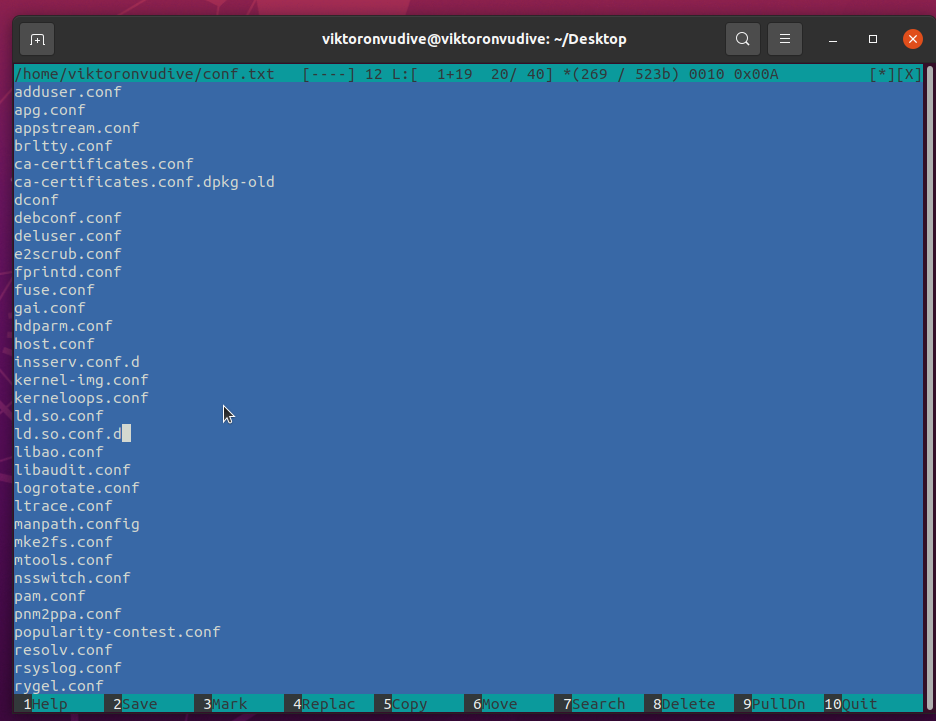 viktoronvudive@viktoronvudive: ~/Desktop
/home/viktoronvudive/conf.txt   [----] 12 L:[  1+19  20/ 40] *(269 / 523b) 0010 0x00A          [*][X]
adduser.conf
apg.conf
appstream.conf
brltty.conf
ca-certificates.conf
ca-certificates.conf.dpkg-old
dconf
debconf.conf
deluser.conf
e2scrub.conf
fprintd.conf
fuse.conf
gai.conf
hdparm.conf
host.conf
insserv.conf.d
kernel-img.conf
kerneloops.conf
ld.so.conf
ld.so.conf.d
libao.conf
libaudit.conf
logrotate.conf
ltrace.conf
manpath.config
mke2fs.conf
mtools.conf
nsswitch.conf
pam.conf
pnm2ppa.conf
popularity-contest.conf
resolv.conf
rsyslog.conf
rygel.conf
1Help     2Save     3Mark     4Replac   5Copy     6Move     7Search   8Delete   9PullDn  10Quit